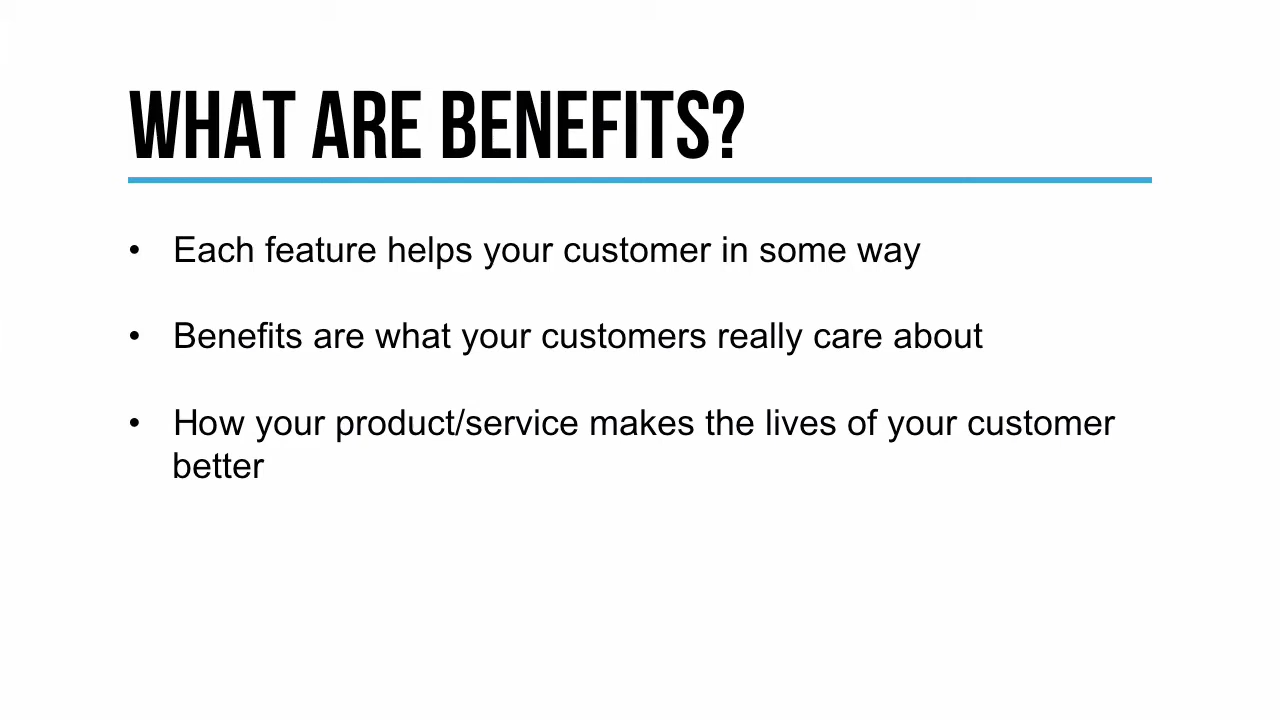 WHAT ARE BENEFITS?
• Each feature helps your customer in some way
• Benefits are what your customers really care about
• How your product/service makes the lives of your customer
better